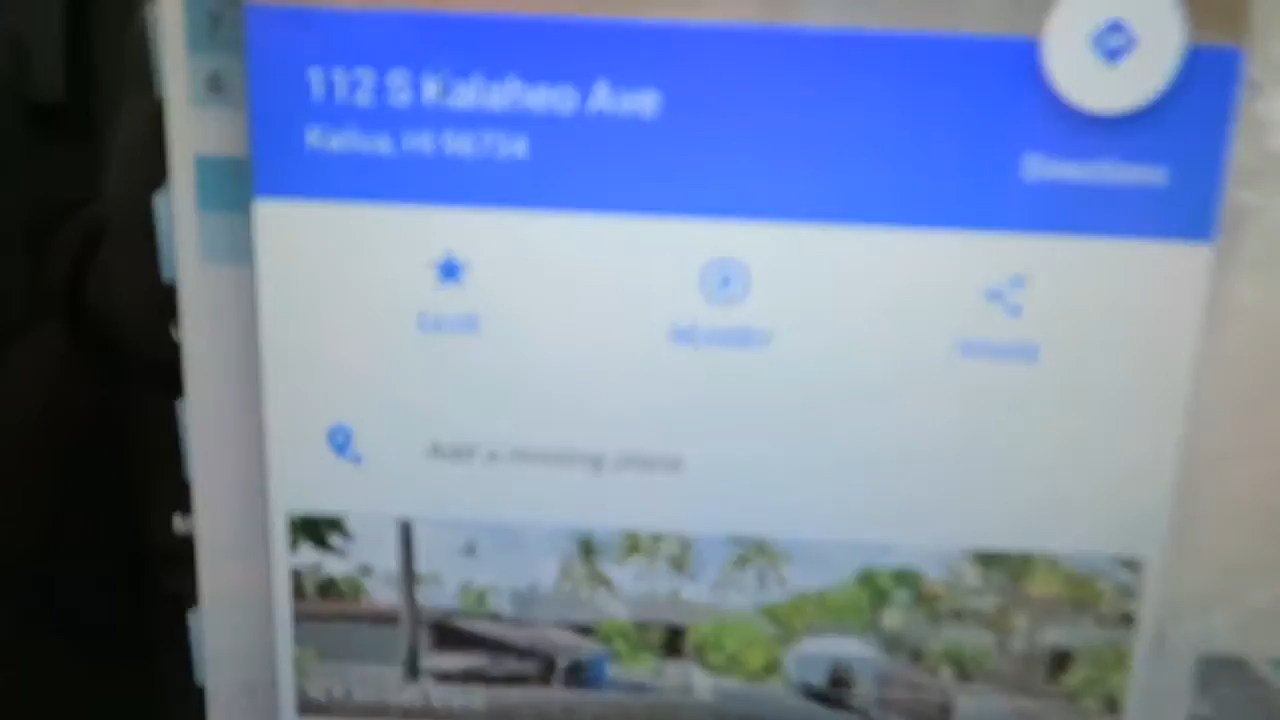 112 S Kalaheo Ave
Kailua, HI 96734
Directions
SAVE
NEARBY
SHARE
Add a missing place